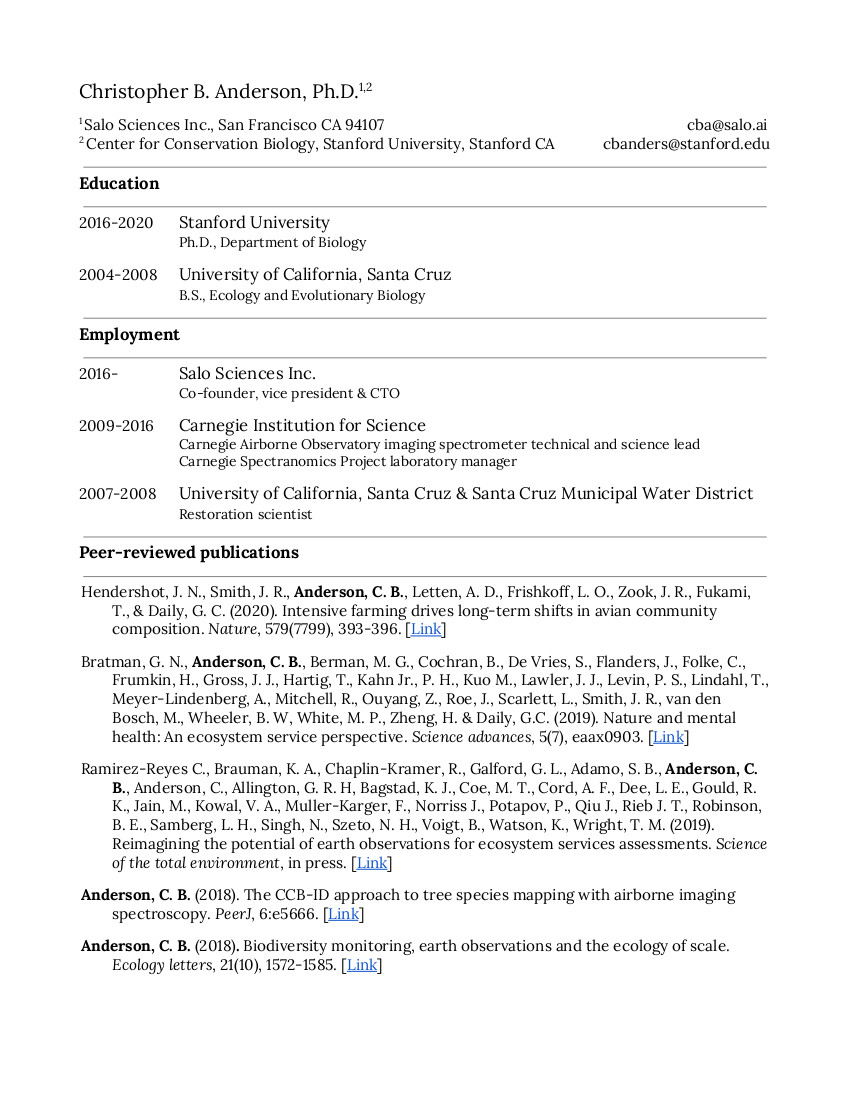 Christopher B. Anderson, Ph.D.1,2
1Salo Sciences Inc., San Francisco CA 94107 cba@salo.ai
2 Center for Conservation Biology, Stanford University, Stanford CA cbanders@stanford.edu
Education
2016-2020 Stanford University
Ph.D., Department of Biology
2004-2008 University of California, Santa Cruz
B.S., Ecology and Evolutionary Biology
Employment
2016- Salo Sciences Inc.
Co-founder, vice president & CTO
2009-2016 Carnegie Institution for Science
Carnegie Airborne Observatory imaging spectrometer technical and science lead
Carnegie Spectranomics Project laboratory manager
2007-2008 University of California, Santa Cruz & Santa Cruz Municipal Water District
Restoration scientist
Peer-reviewed publications
Hendershot, J. N., Smith, J. R., Anderson, C. B., Letten, A. D., Frishkoff, L. O., Zook, J. R., Fukami,
T., & Daily, G. C. (2020). Intensive farming drives long-term shifts in avian community
composition. Nature, 579(7799), 393-396. [Link]
Bratman, G. N., Anderson, C. B., Berman, M. G., Cochran, B., De Vries, S., Flanders, J., Folke, C.,
Frumkin, H., Gross, J. J., Hartig, T., Kahn Jr., P. H., Kuo M., Lawler, J. J., Levin, P. S., Lindahl, T.,
Meyer-Lindenberg, A., Mitchell, R., Ouyang, Z., Roe, J., Scarlett, L., Smith, J. R., van den
Bosch, M., Wheeler, B. W, White, M. P., Zheng, H. & Daily, G.C. (2019). Nature and mental
health: An ecosystem service perspective. Science advances, 5(7), eaax0903. [Link]
Ramirez-Reyes C., Brauman, K. A., Chaplin-Kramer, R., Galford, G. L., Adamo, S. B., Anderson, C.
B., Anderson, C., Allington, G. R. H, Bagstad, K. J., Coe, M. T., Cord, A. F., Dee, L. E., Gould, R.
K., Jain, M., Kowal, V. A., Muller-Karger, F., Norriss J., Potapov, P., Qiu J., Rieb J. T., Robinson,
B. E., Samberg, L. H., Singh, N., Szeto, N. H., Voigt, B., Watson, K., Wright, T. M. (2019).
Reimagining the potential of earth observations for ecosystem services assessments. Science
of the total environment, in press. [Link]
Anderson, C. B. (2018). The CCB-ID approach to tree species mapping with airborne imaging
spectroscopy. PeerJ, 6:e5666. [Link]
Anderson, C. B. (2018). Biodiversity monitoring, earth observations and the ecology of scale.
Ecology letters, 21(10), 1572-1585. [Link]